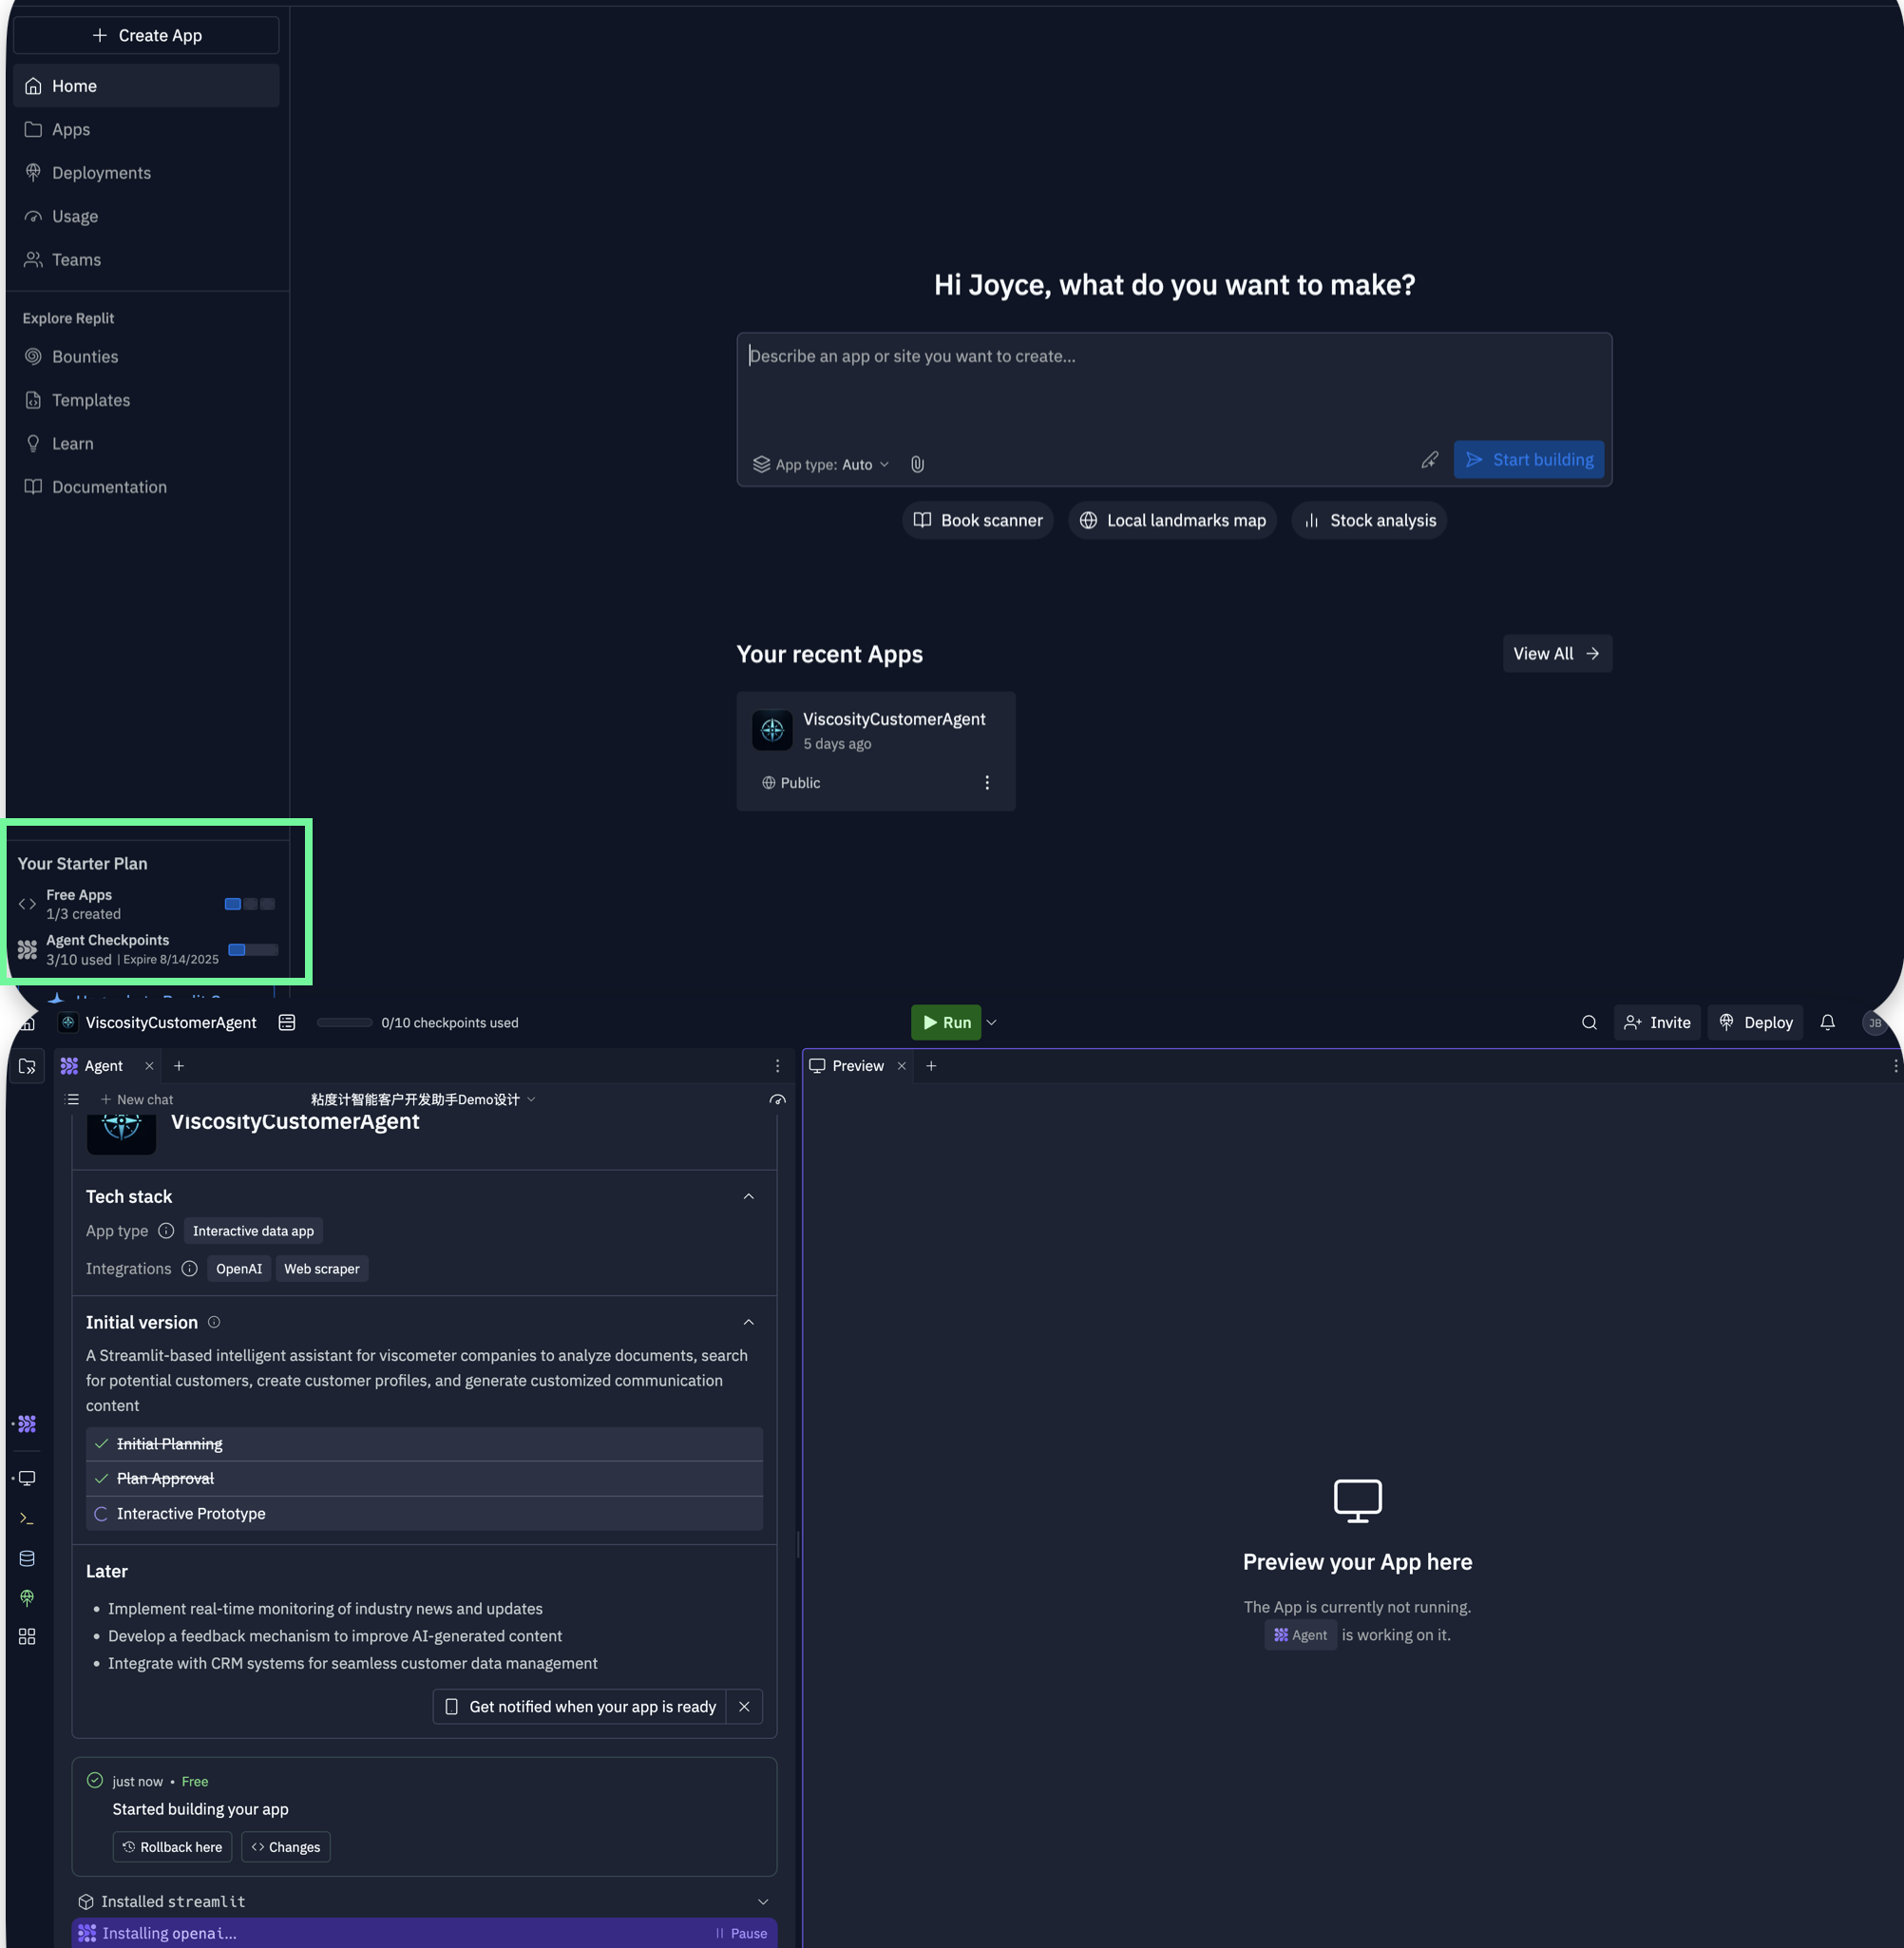 Create App
Home
Apps
Deployments
Usage
Teams
Explore Replit
Bounties
Templates
Learn
Documentation
Hi Joyce, what do you want to make?
Describe an app or site you want to create...
App type: Auto
Start building
Book scanner
Local landmarks map
Stock analysis
Your recent Apps
View All
ViscosityCustomerAgent
5 days ago
Public
Your Starter Plan
Free Apps
1/3 created
Agent Checkpoints
3/10 used | Expire 8/14/2025
ViscosityCustomerAgent
0/10 checkpoints used
Run
Invite
Deploy
JB
Agent
Preview
New chat
粘度计智能客户开发助手Demo设计
ViscosityCustomerAgent
Tech stack
App type
Interactive data app
Integrations
OpenAI
Web scraper
Initial version
A Streamlit-based intelligent assistant for viscometer companies to analyze documents, search
for potential customers, create customer profiles, and generate customized communication
content
Initial Planning
Plan Approval
Interactive Prototype
Later
• Implement real-time monitoring of industry news and updates
• Develop a feedback mechanism to improve AI-generated content
• Integrate with CRM systems for seamless customer data management
Get notified when your app is ready
just now • Free
Started building your app
Rollback here
Changes
Installed streamlit
Installing openai...
Pause
Preview your App here
The App is currently not running.
Agent is working on it.